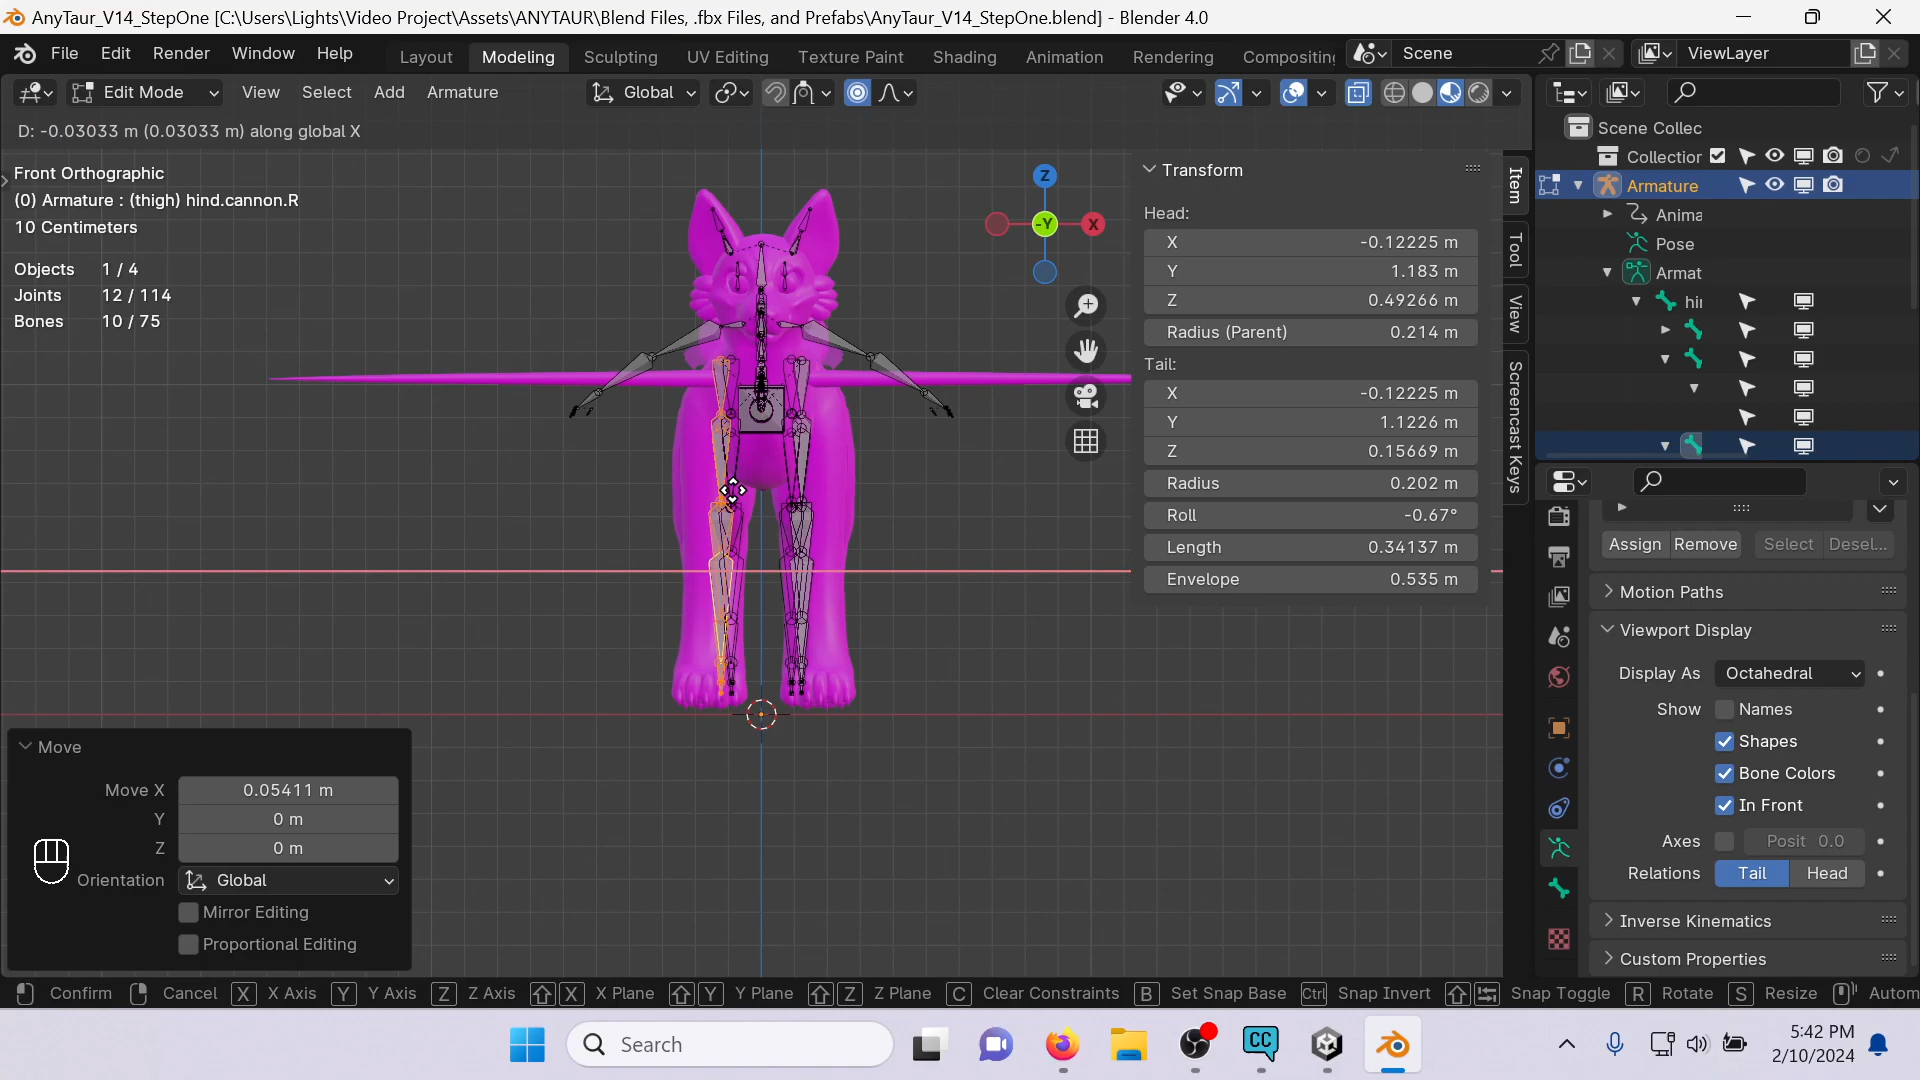 AnyTaur_V14_StepOne [C:\Users\Lights\Video Project\Assets\ANYTAUR\Blend Files, .fbx Files, and Prefabs\AnyTaur_V14_StepOne.blend] - Blender 4.0
File Edit Render Window Help Layout Modeling Sculpting UV Editing Texture Paint Shading Animation Rendering Compositing Scene ViewLayer
Edit Mode View Select Add Armature Global
D: -0.03033 m (0.03033 m) along global X
Front Orthographic
(0) Armature : (thigh) hind.cannon.R
10 Centimeters
Objects 1 / 4
Joints 12 / 114
Bones 10 / 75
Z
-Y
X
Transform
Head:
X -0.12225 m
Y 1.183 m
Z 0.49266 m
Radius (Parent) 0.214 m
Tail:
X -0.12225 m
Y 1.1226 m
Z 0.15669 m
Radius 0.202 m
Roll -0.67°
Length 0.34137 m
Envelope 0.535 m
Item
Tool
View
Screencast Keys
Scene Collec
Collection
Armature
Anima
Pose
Armat
hir
Assign Remove Select Desel...
Motion Paths
Viewport Display
Display As Octahedral
Show Names
Shapes
Bone Colors
In Front
Axes Posit 0.0
Relations Tail Head
Inverse Kinematics
Custom Properties
Move
Move X 0.05411 m
Y 0 m
Z 0 m
Orientation Global
Mirror Editing
Proportional Editing
Confirm Cancel X X Axis Y Y Axis Z Z Axis X X Plane Y Y Plane Z Z Plane C Clear Constraints B Set Snap Base Ctrl Snap Invert Snap Toggle R Rotate S Resize Autom
Search
CC
5:42 PM
2/10/2024